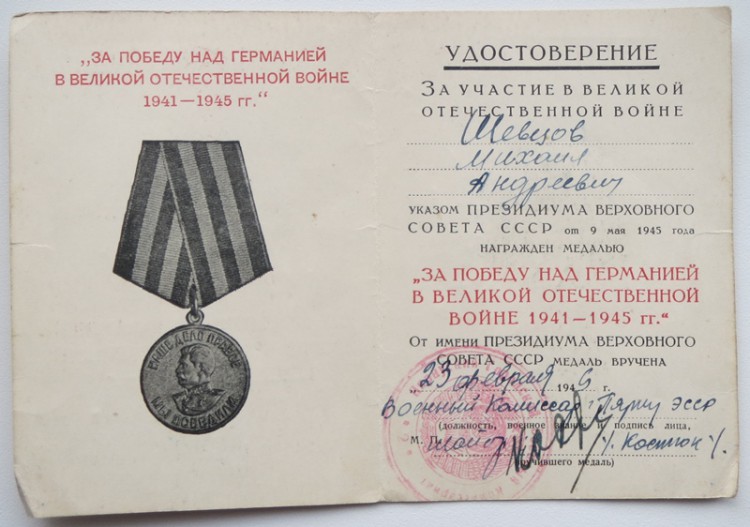 „ЗА ПОБЕДУ НАД ГЕРМАНИЕЙ
В ВЕЛИКОЙ ОТЕЧЕСТВЕННОЙ ВОЙНЕ
1941—1945 гг.“
НАШЕ ДЕЛО ПРАВОЕ
МЫ ПОБЕДИЛИ
УДОСТОВЕРЕНИЕ
ЗА УЧАСТИЕ В ВЕЛИКОЙ
ОТЕЧЕСТВЕННОЙ ВОЙНЕ
Шевцов
Михаил
Андреевич
УКАЗОМ ПРЕЗИДИУМА ВЕРХОВНОГО
СОВЕТА СССР от 9 мая 1945 года
НАГРАЖДЕН МЕДАЛЬЮ
„ЗА ПОБЕДУ НАД ГЕРМАНИЕЙ
В ВЕЛИКОЙ ОТЕЧЕСТВЕННОЙ
ВОЙНЕ 1941—1945 гг.“
От имени ПРЕЗИДИУМА ВЕРХОВНОГО
СОВЕТА СССР МЕДАЛЬ ВРУЧЕНА
„23 февраля 1946 г.
Военный Комиссар г. Тарту ЭССР
(должность, военное звание и подпись лица,
М. П. майор /. Костюк /.
вручившего медаль)